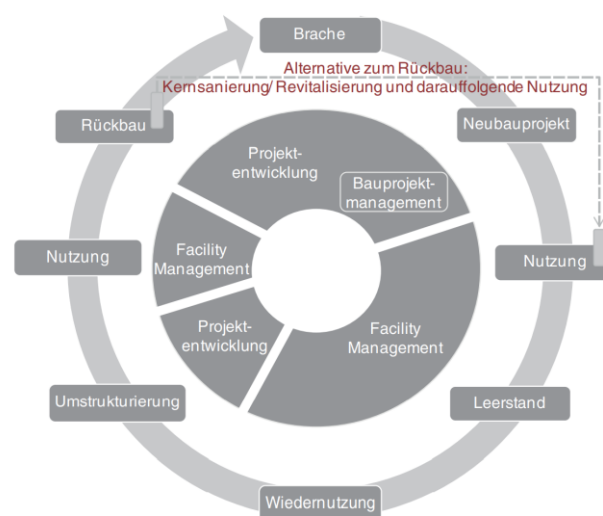 Brache
Alternative zum Rückbau:
Kernsanierung/ Revitalisierung und darauffolgende Nutzung
Rückbau
Neubauprojekt
Projekt-
entwicklung
Bauprojekt-
management
Nutzung
Facility
Management
Nutzung
Projekt-
entwicklung
Facility
Management
Umstrukturierung
Leerstand
Wiedernutzung